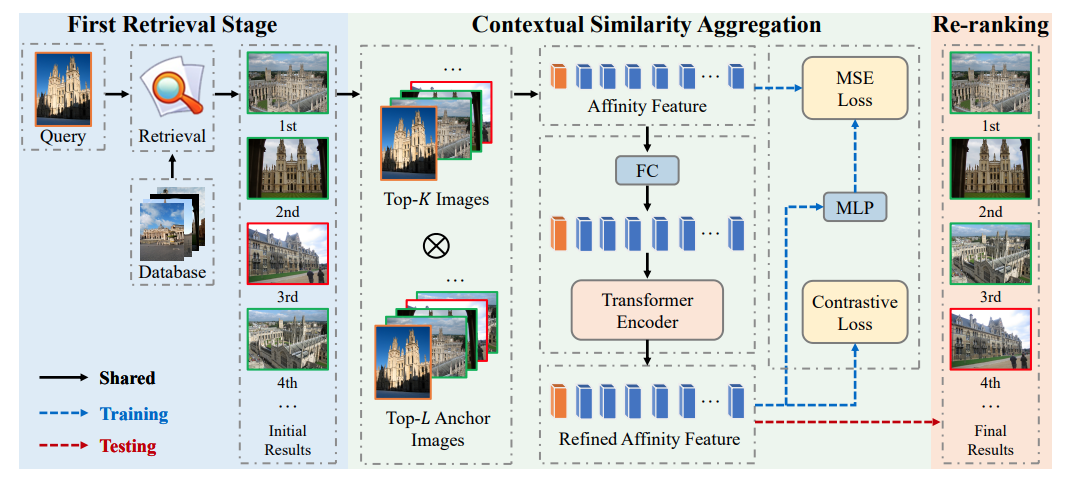 First Retrieval Stage
Contextual Similarity Aggregation
Re-ranking
Query
Retrieval
Database
1st
2nd
3rd
4th
...
Initial
Results
Shared
Training
Testing
...
Top-K Images
⊗
...
Top-L Anchor
Images
...
Affinity Feature
FC
...
Transformer
Encoder
...
Refined Affinity Feature
MSE
Loss
MLP
Contrastive
Loss
1st
2nd
3rd
4th
...
Final
Results